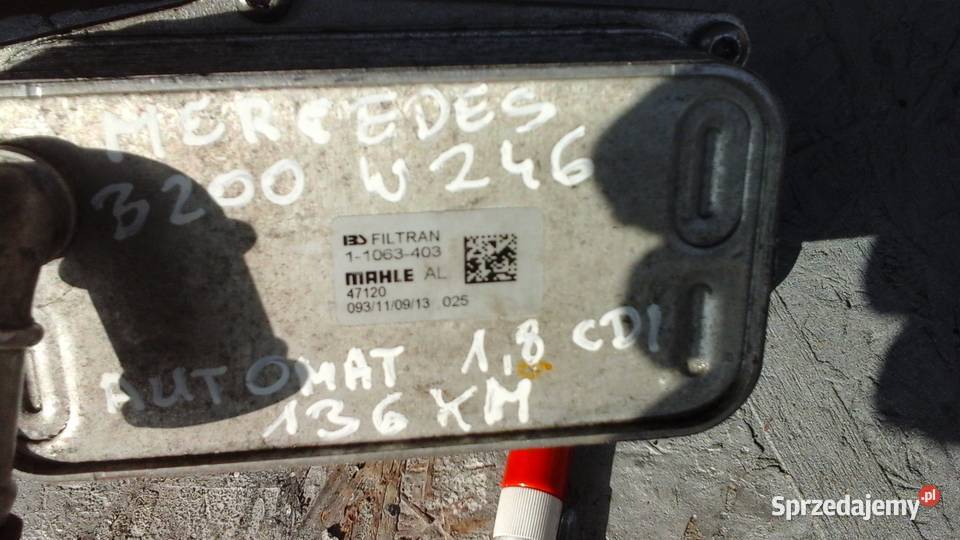 MERCEDES
B200 W246
IBS FILTRAN
1-1063-403
MAHLE AL
47120
093/11/09/13 025
AUTOMAT 1,8 CDI
136 KM
Sprzedajemy.pl